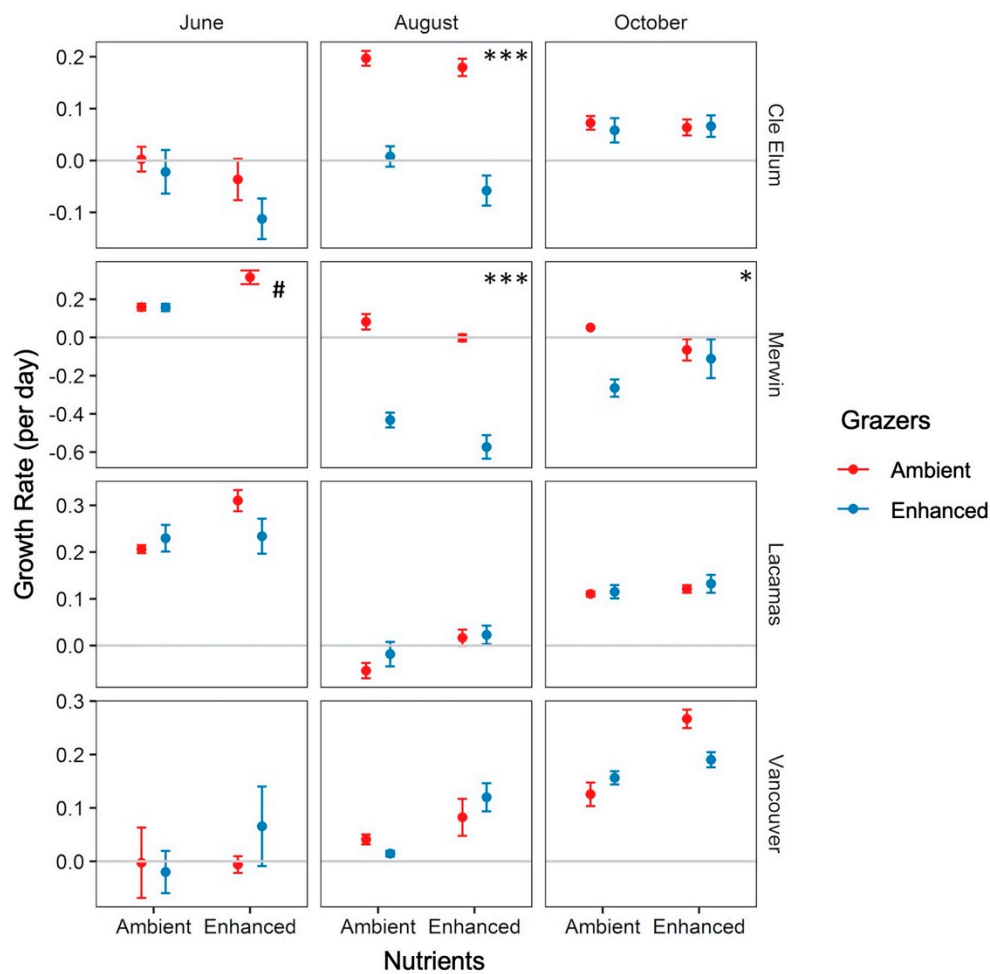 June August October
0.2
0.1
0.0
-0.1
***
Cle Elum
0.2
0.0
-0.2
-0.4
-0.6
#
***
*
Merwin
0.3
0.2
0.1
0.0
Lacamas
0.3
0.2
0.1
0.0
Vancouver
Growth Rate (per day)
Ambient Enhanced Ambient Enhanced Ambient Enhanced
Nutrients
Grazers
Ambient
Enhanced